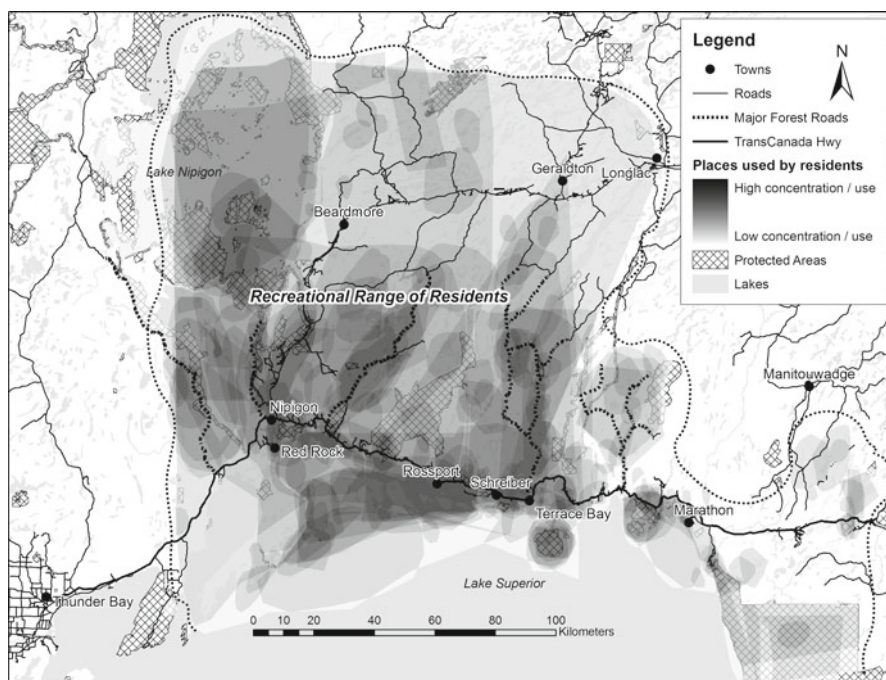 Legend
N
Towns
Roads
Major Forest Roads
TransCanada Hwy
Places used by residents
High concentration / use
Low concentration / use
Protected Areas
Lakes
Lake Nipigon
Geraldton
Longlac
Beardmore
Recreational Range of Residents
Manitouwadge
Nipigon
Red Rock
Rossport
Schreiber
Terrace Bay
Marathon
Lake Superior
Thunder Bay
0 5 10 20 40 60 80 100
Kilometers